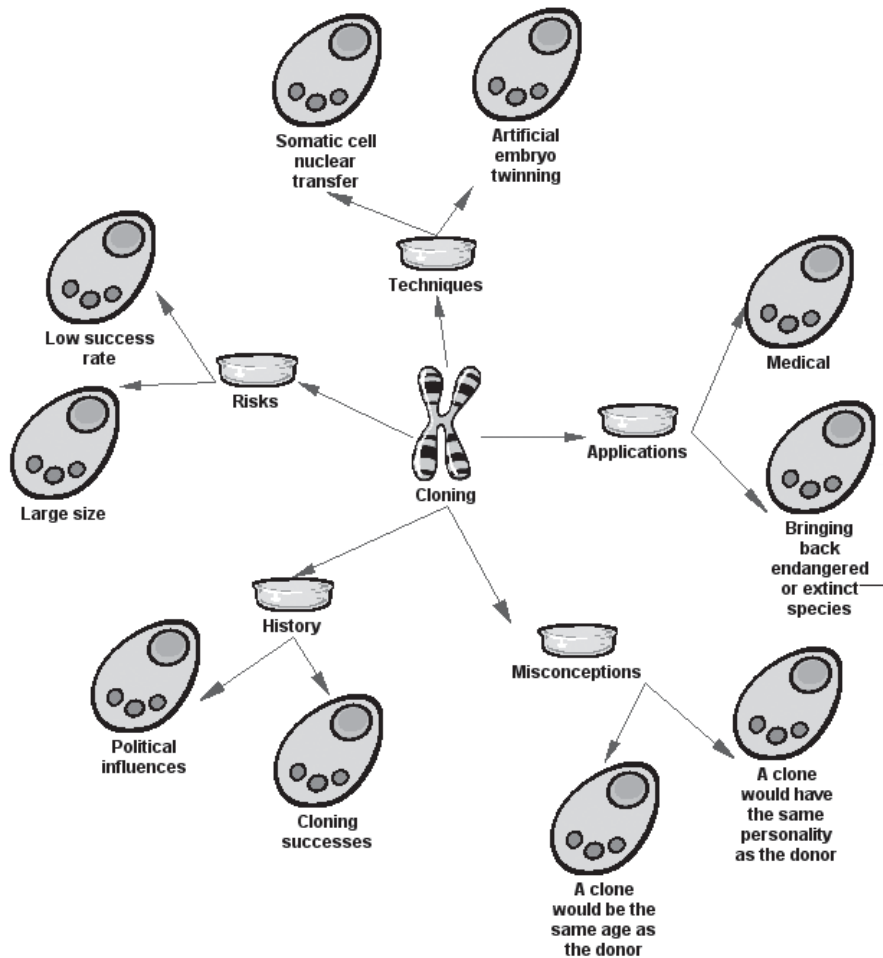 Somatic cell
nuclear
transfer
Artificial
embryo
twinning
Techniques
Low success
rate
Risks
Large size
Medical
Applications
Cloning
Bringing
back
endangered
or extinct
species
History
Misconceptions
Political
influences
Cloning
successes
A clone
would have
the same
personality
as the donor
A clone
would be the
same age as
the donor